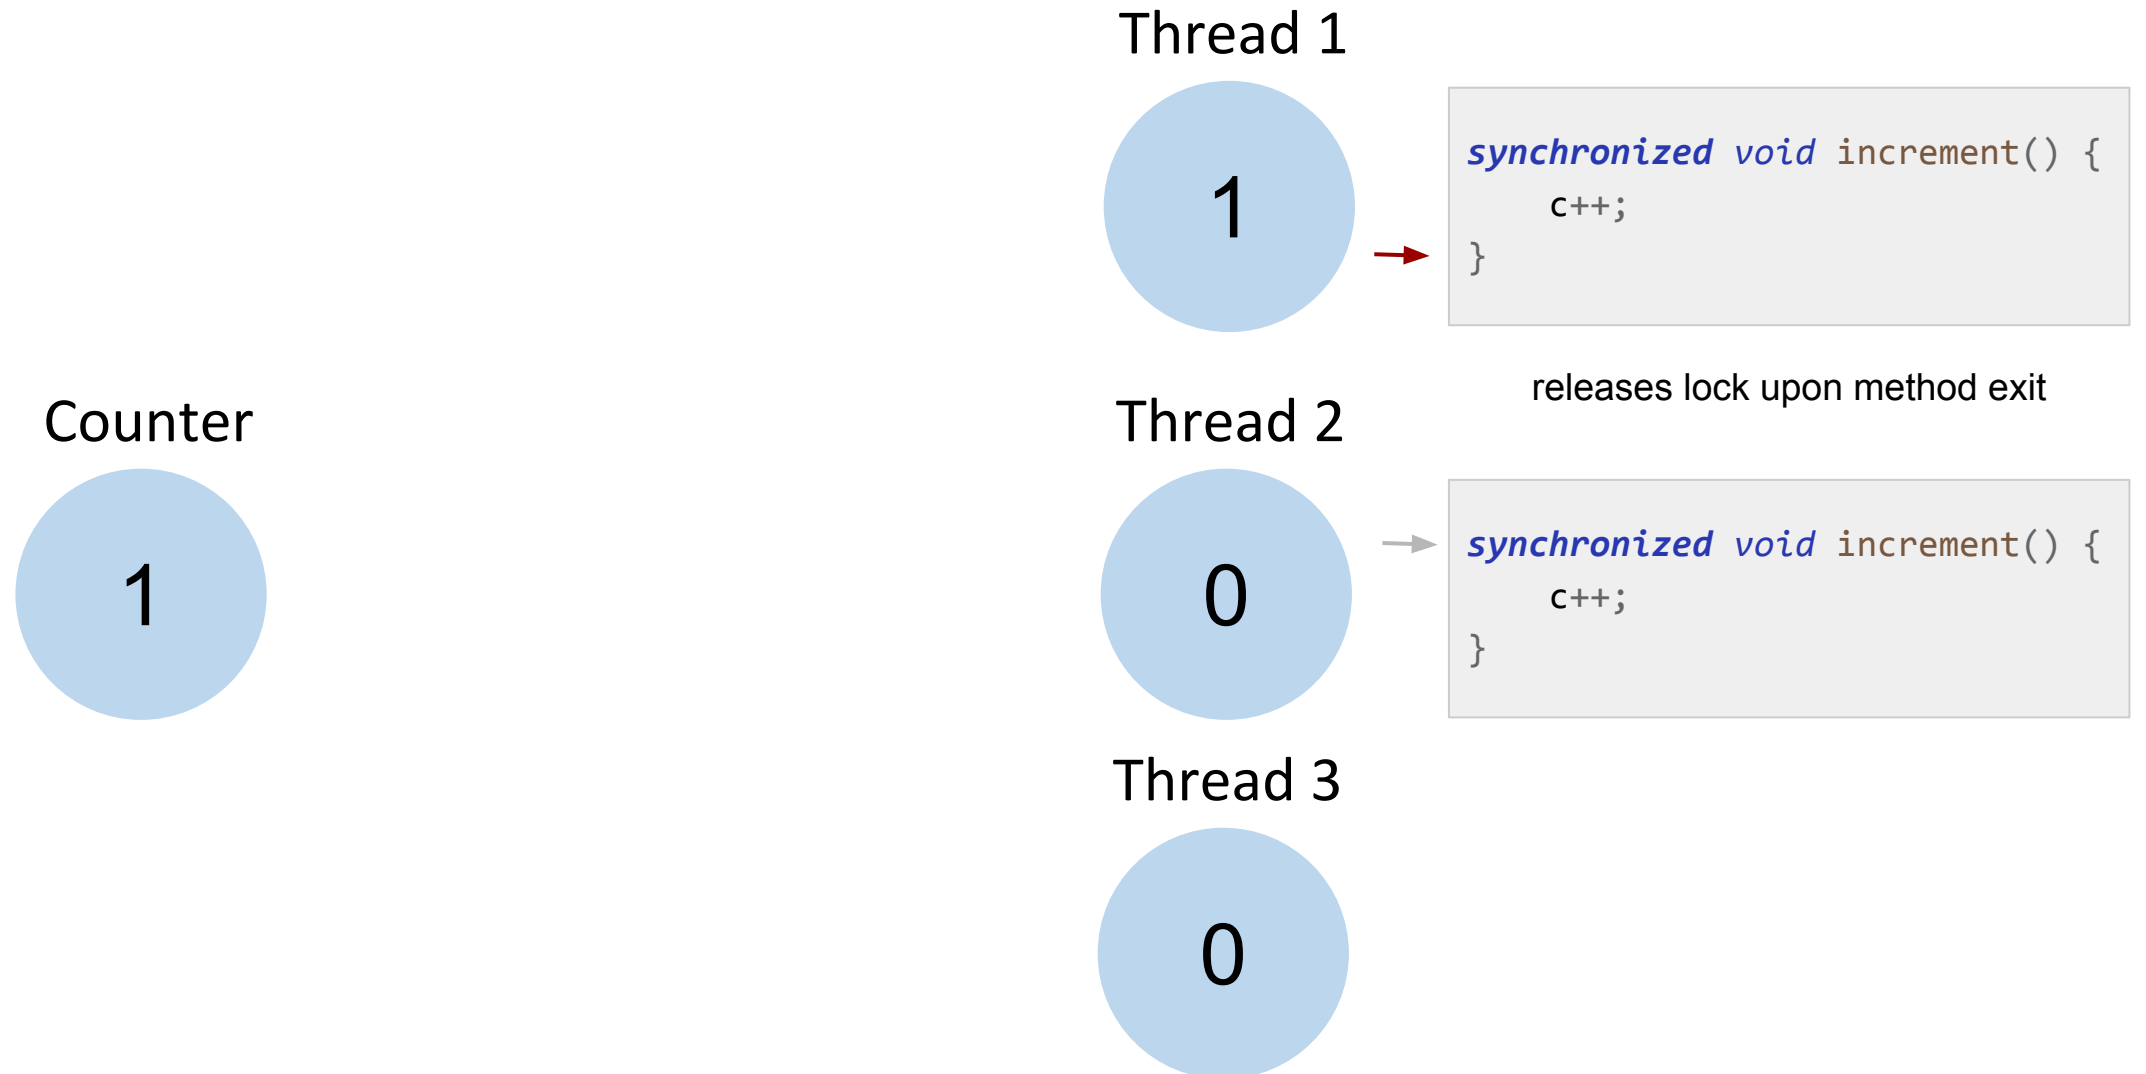 Thread 1
1
synchronized void increment() {
    c++;
}
releases lock upon method exit
Counter
1
Thread 2
0
synchronized void increment() {
    c++;
}
Thread 3
0